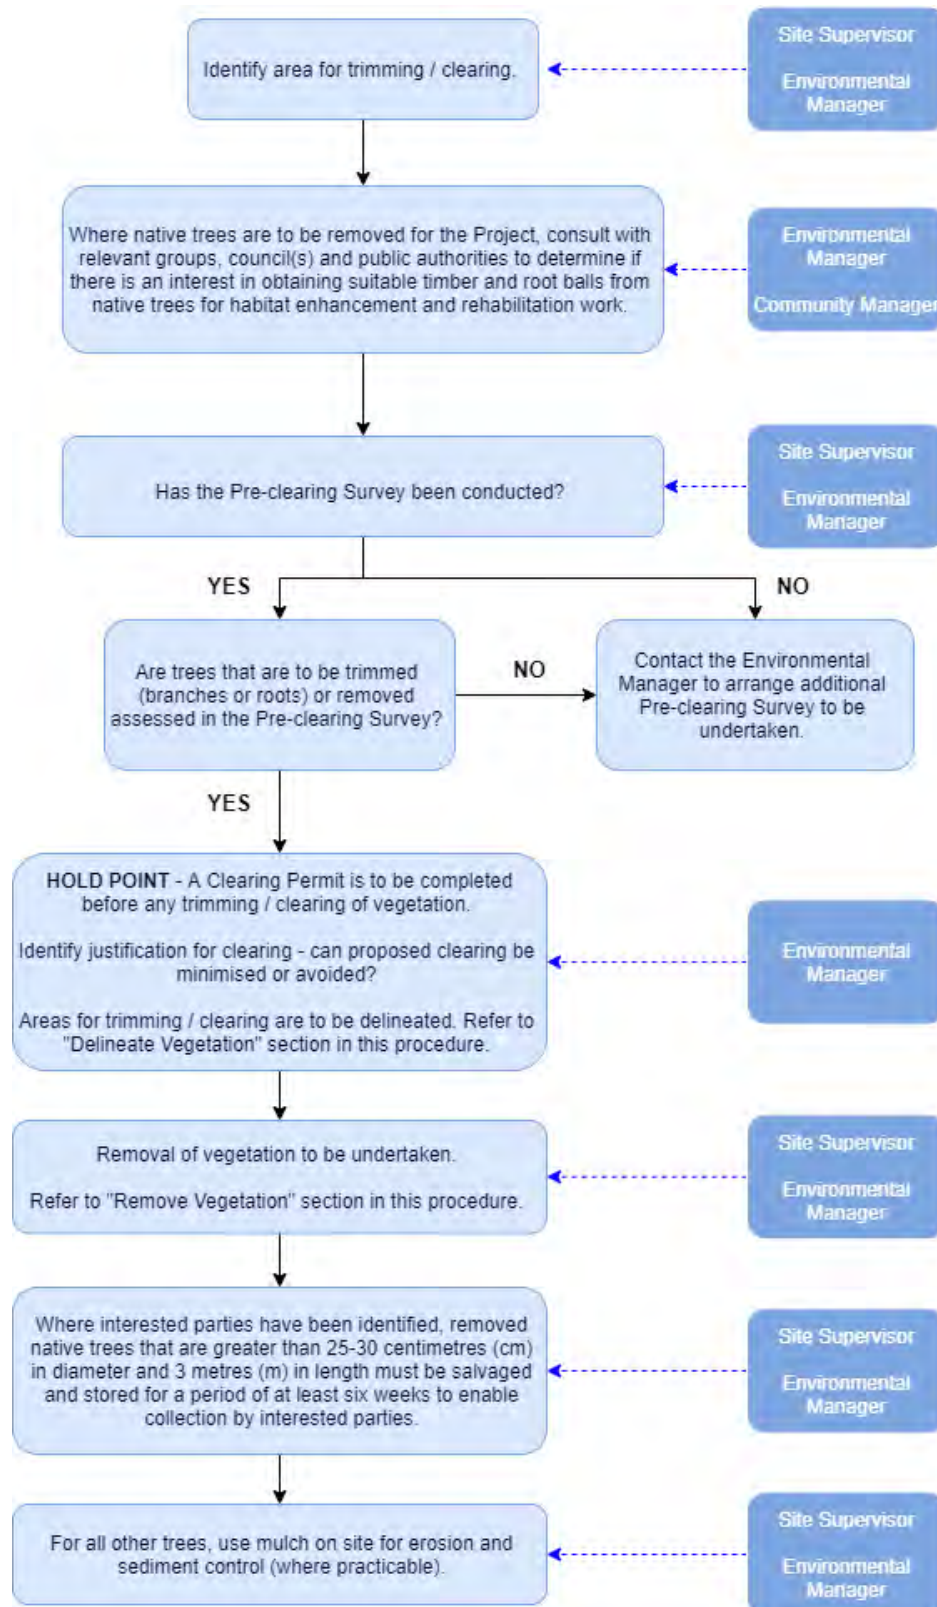 Identify area for trimming / clearing.
Site Supervisor
Environmental
Manager
Where native trees are to be removed for the Project, consult with
relevant groups, council(s) and public authorities to determine if
there is an interest in obtaining suitable timber and root balls from
native trees for habitat enhancement and rehabilitation work.
Environmental
Manager
Community Manager
Has the Pre-clearing Survey been conducted?
Site Supervisor
Environmental
Manager
YES
NO
Are trees that are to be trimmed
(branches or roots) or removed
assessed in the Pre-clearing Survey?
NO
Contact the Environmental
Manager to arrange additional
Pre-clearing Survey to be
undertaken.
YES
HOLD POINT - A Clearing Permit is to be completed
before any trimming / clearing of vegetation.
Identify justification for clearing - can proposed clearing be
minimised or avoided?
Areas for trimming / clearing are to be delineated. Refer to
"Delineate Vegetation" section in this procedure.
Environmental
Manager
Removal of vegetation to be undertaken.
Refer to "Remove Vegetation" section in this procedure.
Site Supervisor
Environmental
Manager
Where interested parties have been identified, removed
native trees that are greater than 25-30 centimetres (cm)
in diameter and 3 metres (m) in length must be salvaged
and stored for a period of at least six weeks to enable
collection by interested parties.
Site Supervisor
Environmental
Manager
For all other trees, use mulch on site for erosion and
sediment control (where practicable).
Site Supervisor
Environmental
Manager